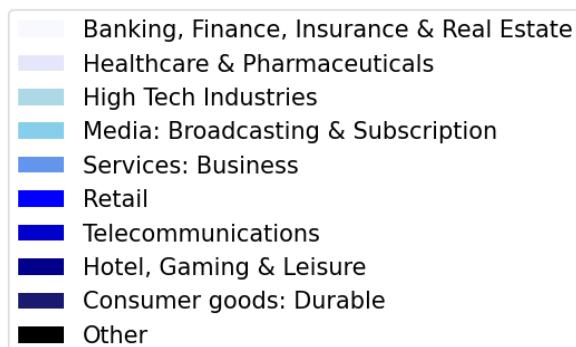 Banking, Finance, Insurance & Real Estate
Healthcare & Pharmaceuticals
High Tech Industries
Media: Broadcasting & Subscription
Services: Business
Retail
Telecommunications
Hotel, Gaming & Leisure
Consumer goods: Durable
Other